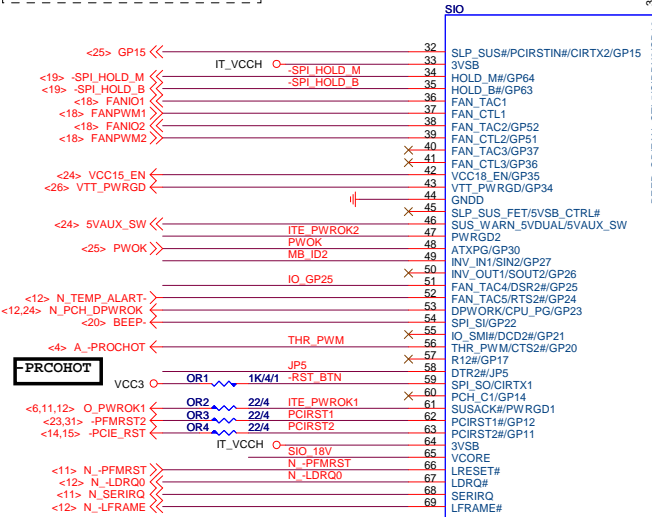 SIO
<25> GP15 32 SLP_SUS#/PCIRSTIN#/CIRTX2/GP15
IT_VCCH 33 3VSB
<19> -SPI_HOLD_M -SPI_HOLD_M 34 HOLD_M#/GP64
<19> -SPI_HOLD_B -SPI_HOLD_B 35 HOLD_B#/GP63
<18> FANIO1 36 FAN_TAC1
<18> FANPWM1 37 FAN_CTL1
<18> FANIO2 38 FAN_TAC2/GP52
<18> FANPWM2 39 FAN_CTL2/GP51
40 FAN_TAC3/GP37
41 FAN_CTL3/GP36
<24> VCC15_EN 42 VCC18_EN/GP35
<26> VTT_PWRGD 43 VTT_PWRGD/GP34
44 GNDD
45 SLP_SUS_FET/5VSB_CTRL#
<24> 5VAUX_SW 46 SUS_WARN_5VDUAL/5VAUX_SW
ITE_PWROK2 47 PWRGD2
<25> PWOK PWOK 48 ATXPG/GP30
MB_ID2 49 INV_IN1/SIN2/GP27
50 INV_OUT1/SOUT2/GP26
IO_GP25 51 FAN_TAC4/DSR2#/GP25
<12> N_TEMP_ALART- 52 FAN_TAC5/RTS2#/GP24
<12,24> N_PCH_DPWROK 53 DPWORK/CPU_PG/GP23
<20> BEEP- 54 SPI_SI/GP22
55 IO_SMI#/DCD2#/GP21
<4> A_-PROCHOT THR_PWM 56 THR_PWM/CTS2#/GP20
57 R12#/GP17
-PRCOHOT
JP5 58 DTR2#/JP5
VCC3 OR1 1K/4/1 -RST_BTN 59 SPI_SO/CIRTX1
60 PCH_C1/GP14
<6,11,12> O_PWROK1 OR2 22/4 ITE_PWROK1 61 SUSACK#/PWRGD1
<23,31> -PFMRST2 OR3 22/4 PCIRST1 62 PCIRST1#/GP12
<14,15> -PCIE_RST OR4 22/4 PCIRST2 63 PCIRST2#/GP11
IT_VCCH 64 3VSB
SIO_18V 65 VCORE
<11> N_-PFMRST N_-PFMRST 66 LRESET#
<12> N_-LDRQ0 N_-LDRQ0 67 LDRQ#
<11> N_SERIRQ 68 SERIRQ
<12> N_-LFRAME 69 LFRAME#